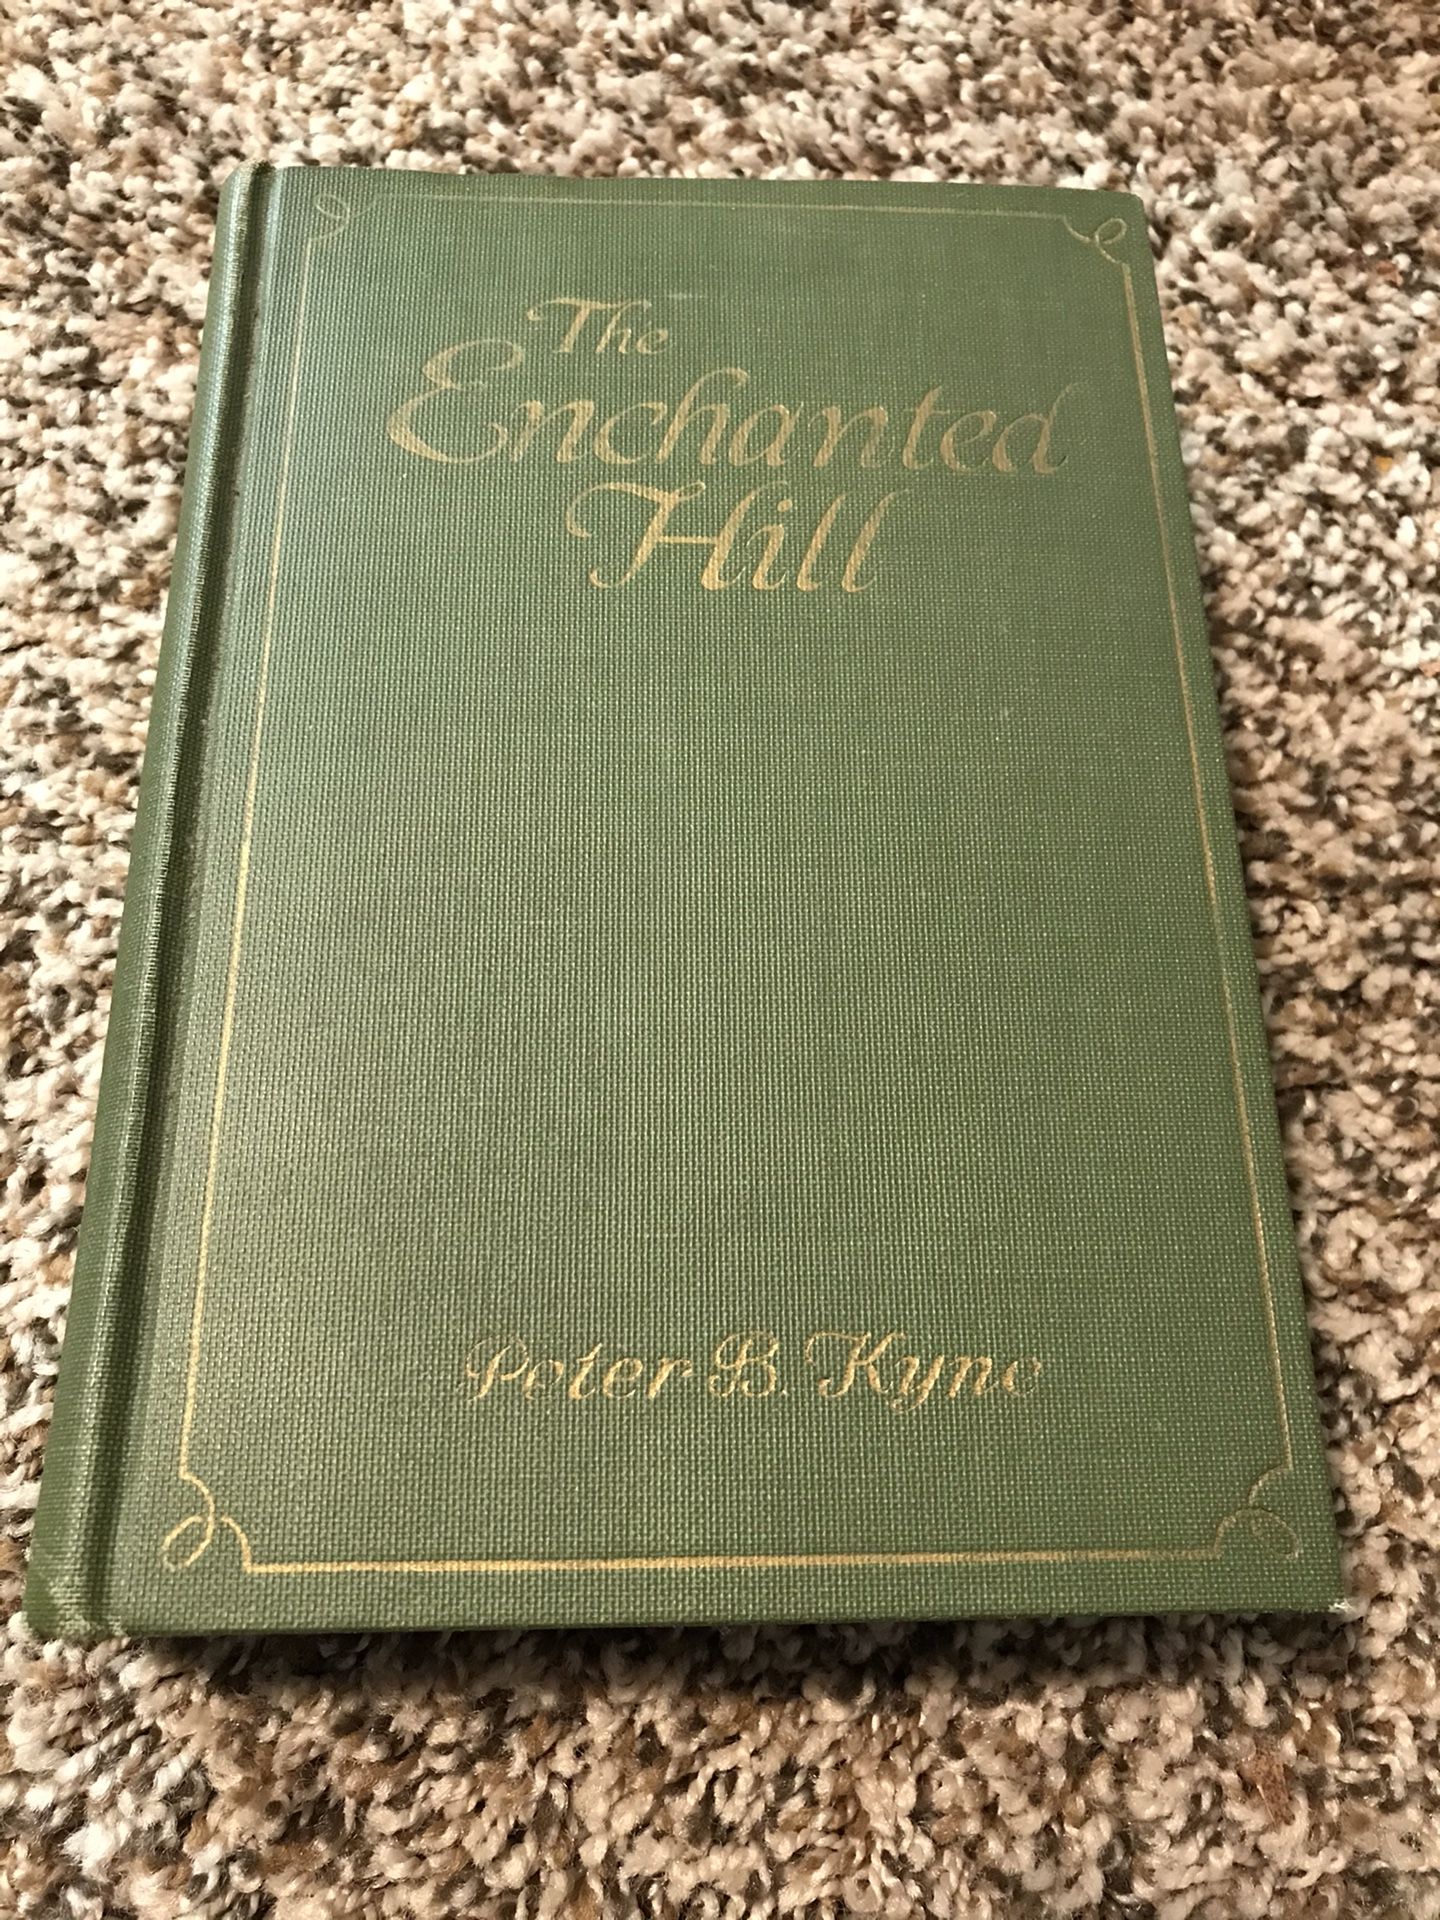 The
Enchanted
Hill
Peter B. Kyne